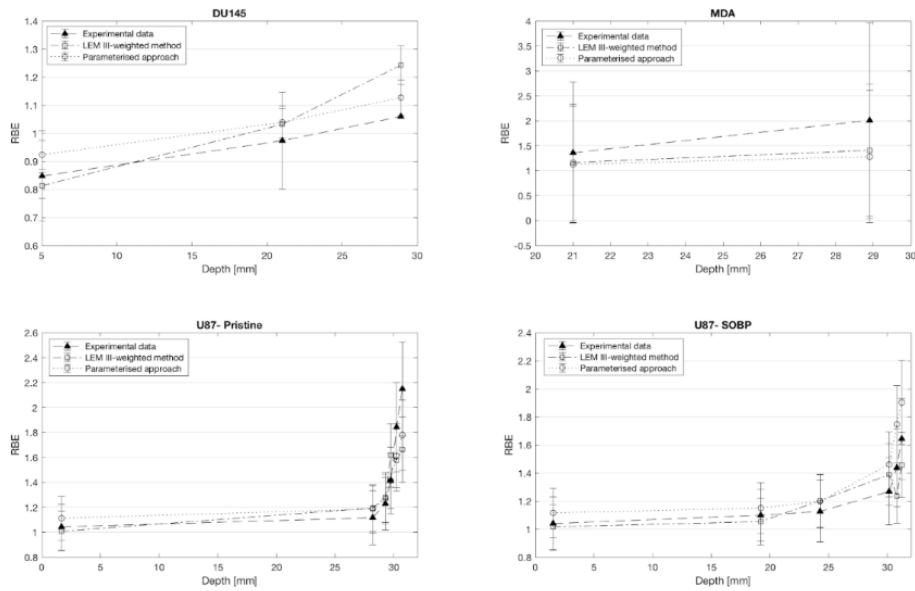 DU145
Experimental data
LEM III-weighted method
Parameterised approach
1.4
1.3
1.2
1.1
1
0.9
0.8
0.7
0.6
RBE
5
10
15
20
25
30
Depth [mm]
MDA
Experimental data
LEM III-weighted method
Parameterised approach
4
3.5
3
2.5
2
1.5
1
0.5
0
-0.5
RBE
20
21
22
23
24
25
26
27
28
29
30
Depth [mm]
U87- Pristine
Experimental data
LEM III-weighted method
Parameterised approach
2.6
2.4
2.2
2
1.8
1.6
1.4
1.2
1
0.8
RBE
0
5
10
15
20
25
30
Depth [mm]
U87- SOBP
Experimental data
LEM III-weighted method
Parameterised approach
2.4
2.2
2
1.8
1.6
1.4
1.2
1
0.8
RBE
0
5
10
15
20
25
30
Depth [mm]